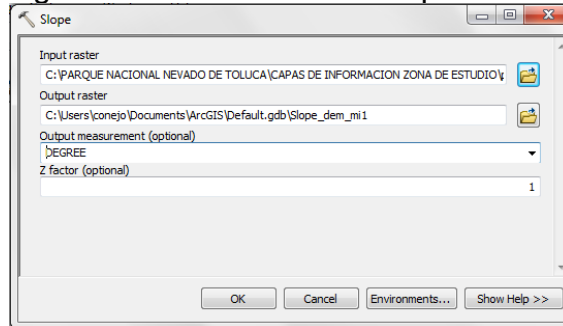 Slope
Input raster
C:\PARQUE NACIONAL NEVADO DE TOLUCA\CAPAS DE INFORMACION ZONA DE ESTUDIO\
Output raster
C:\Users\conejo\Documents\ArcGIS\Default.gdb\Slope_dem_mi1
Output measurement (optional)
DEGREE
Z factor (optional)
1
OK Cancel Environments... Show Help >>